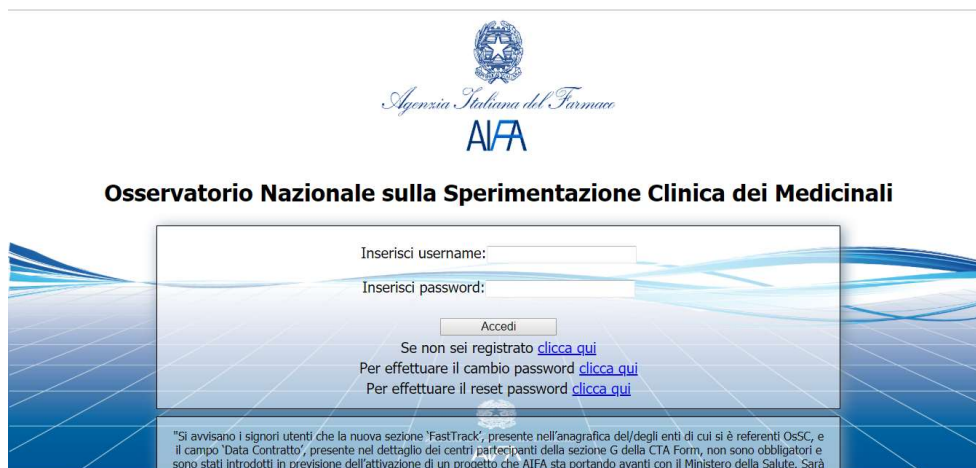 Agenzia Italiana del Farmaco
AIFA
Osservatorio Nazionale sulla Sperimentazione Clinica dei Medicinali
Inserisci username:
Inserisci password:
Accedi
Se non sei registrato clicca qui
Per effettuare il cambio password clicca qui
Per effettuare il reset password clicca qui
"Si avvisano i signori utenti che la nuova sezione 'FastTrack', presente nell'anagrafica del/degli enti di cui si è referenti OsSC, e
il campo 'Data Contratto', presente nel dettaglio dei centri partecipanti della sezione G della CTA Form, non sono obbligatori e
sono stati introdotti in previsione dell'attivazione di un progetto che AIFA sta portando avanti con il Ministero della Salute. Sarà